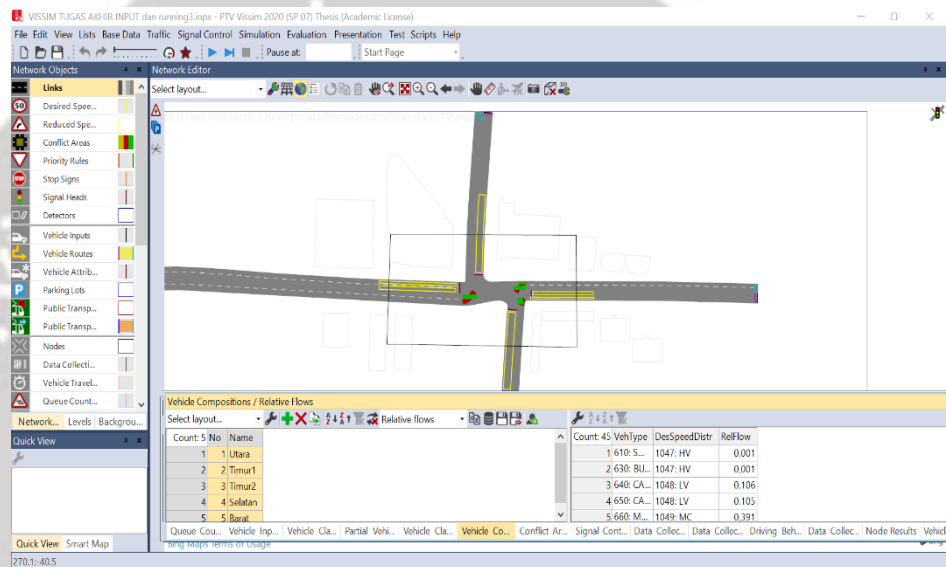 VISSIM TUGAS AKHIR INPUT dan running3.inpx - PTV Vissim 2020 (SP 07) Thesis (Academic License)
File Edit View Lists Base Data Traffic Signal Control Simulation Evaluation Presentation Test Scripts Help
Pause at: Start Page
Network Objects
Network Editor
Links
Select layout...
50 Desired Spee...
Reduced Spe...
Conflict Areas
Priority Rules
STOP Stop Signs
Signal Heads
Detectors
Vehicle Inputs
Vehicle Routes
Vehicle Attrib...
P Parking Lots
Public Transp...
Public Transp...
Nodes
Data Collecti...
Vehicle Travel...
Queue Count...
Network... Levels Backgrou...
Quick View
Quick View Smart Map
Vehicle Compositions / Relative Flows
Select layout... Relative flows
Count: 5 No Name
1 1 Utara
2 2 Timur1
3 3 Timur2
4 4 Selatan
5 5 Barat
Count: 45 VehType DesSpeedDistr RelFlow
1 610: S... 1047: HV 0,001
2 630: BU... 1047: HV 0,001
3 640: CA... 1048: LV 0,106
4 650: CA... 1048: LV 0,105
5 660: M... 1049: MC 0,391
Queue Cou... Vehicle Inp... Vehicle Cla... Partial Vehi... Vehicle Cla... Vehicle Co... Conflict Ar... Signal Cont... Data Collec... Data Collec... Driving Beh... Data Collec... Node Results Vehicl
Bing Maps Terms of Usage
270.1:-40.5